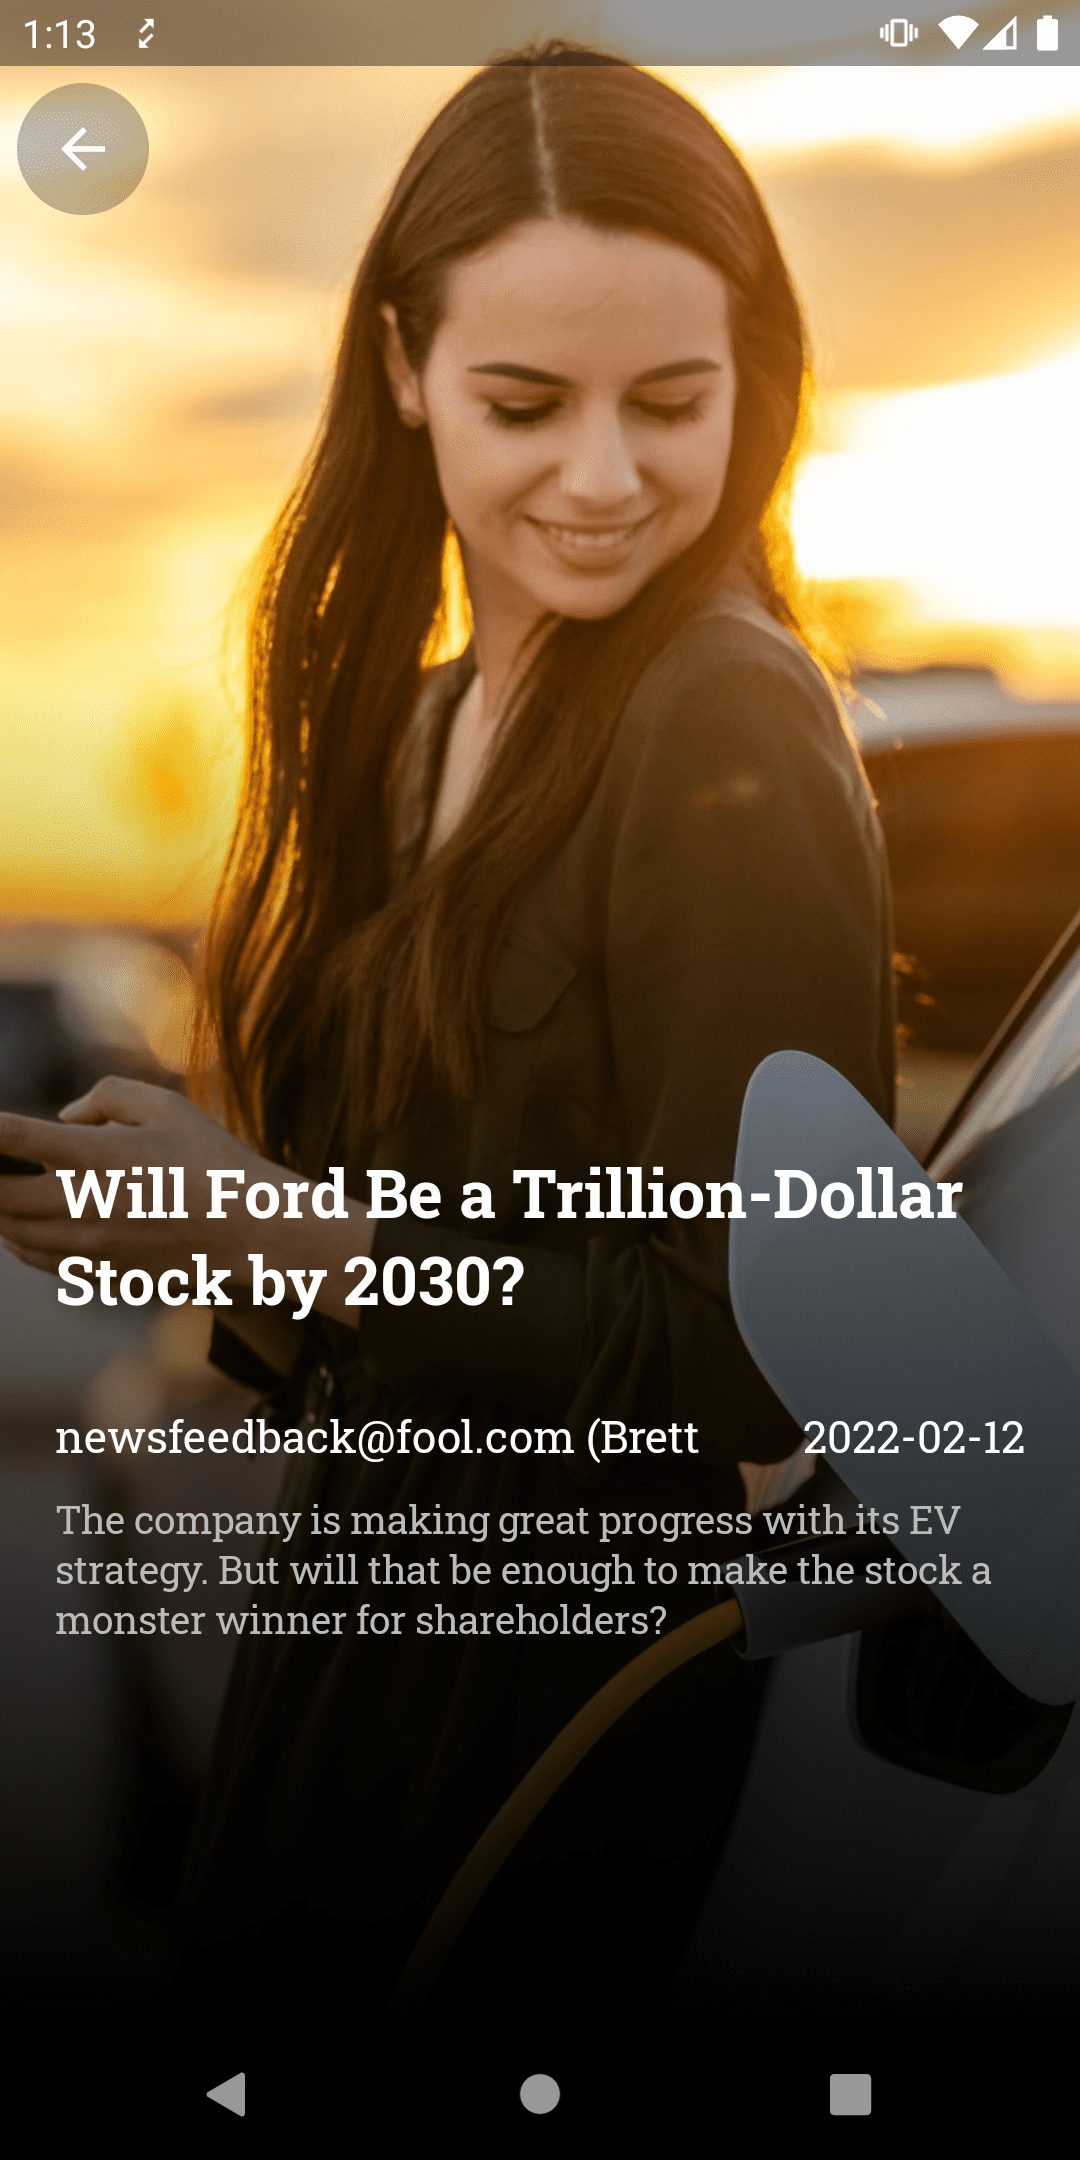 1:13
Will Ford Be a Trillion-Dollar
Stock by 2030?
newsfeedback@fool.com (Brett
2022-02-12
The company is making great progress with its EV
strategy. But will that be enough to make the stock a
monster winner for shareholders?